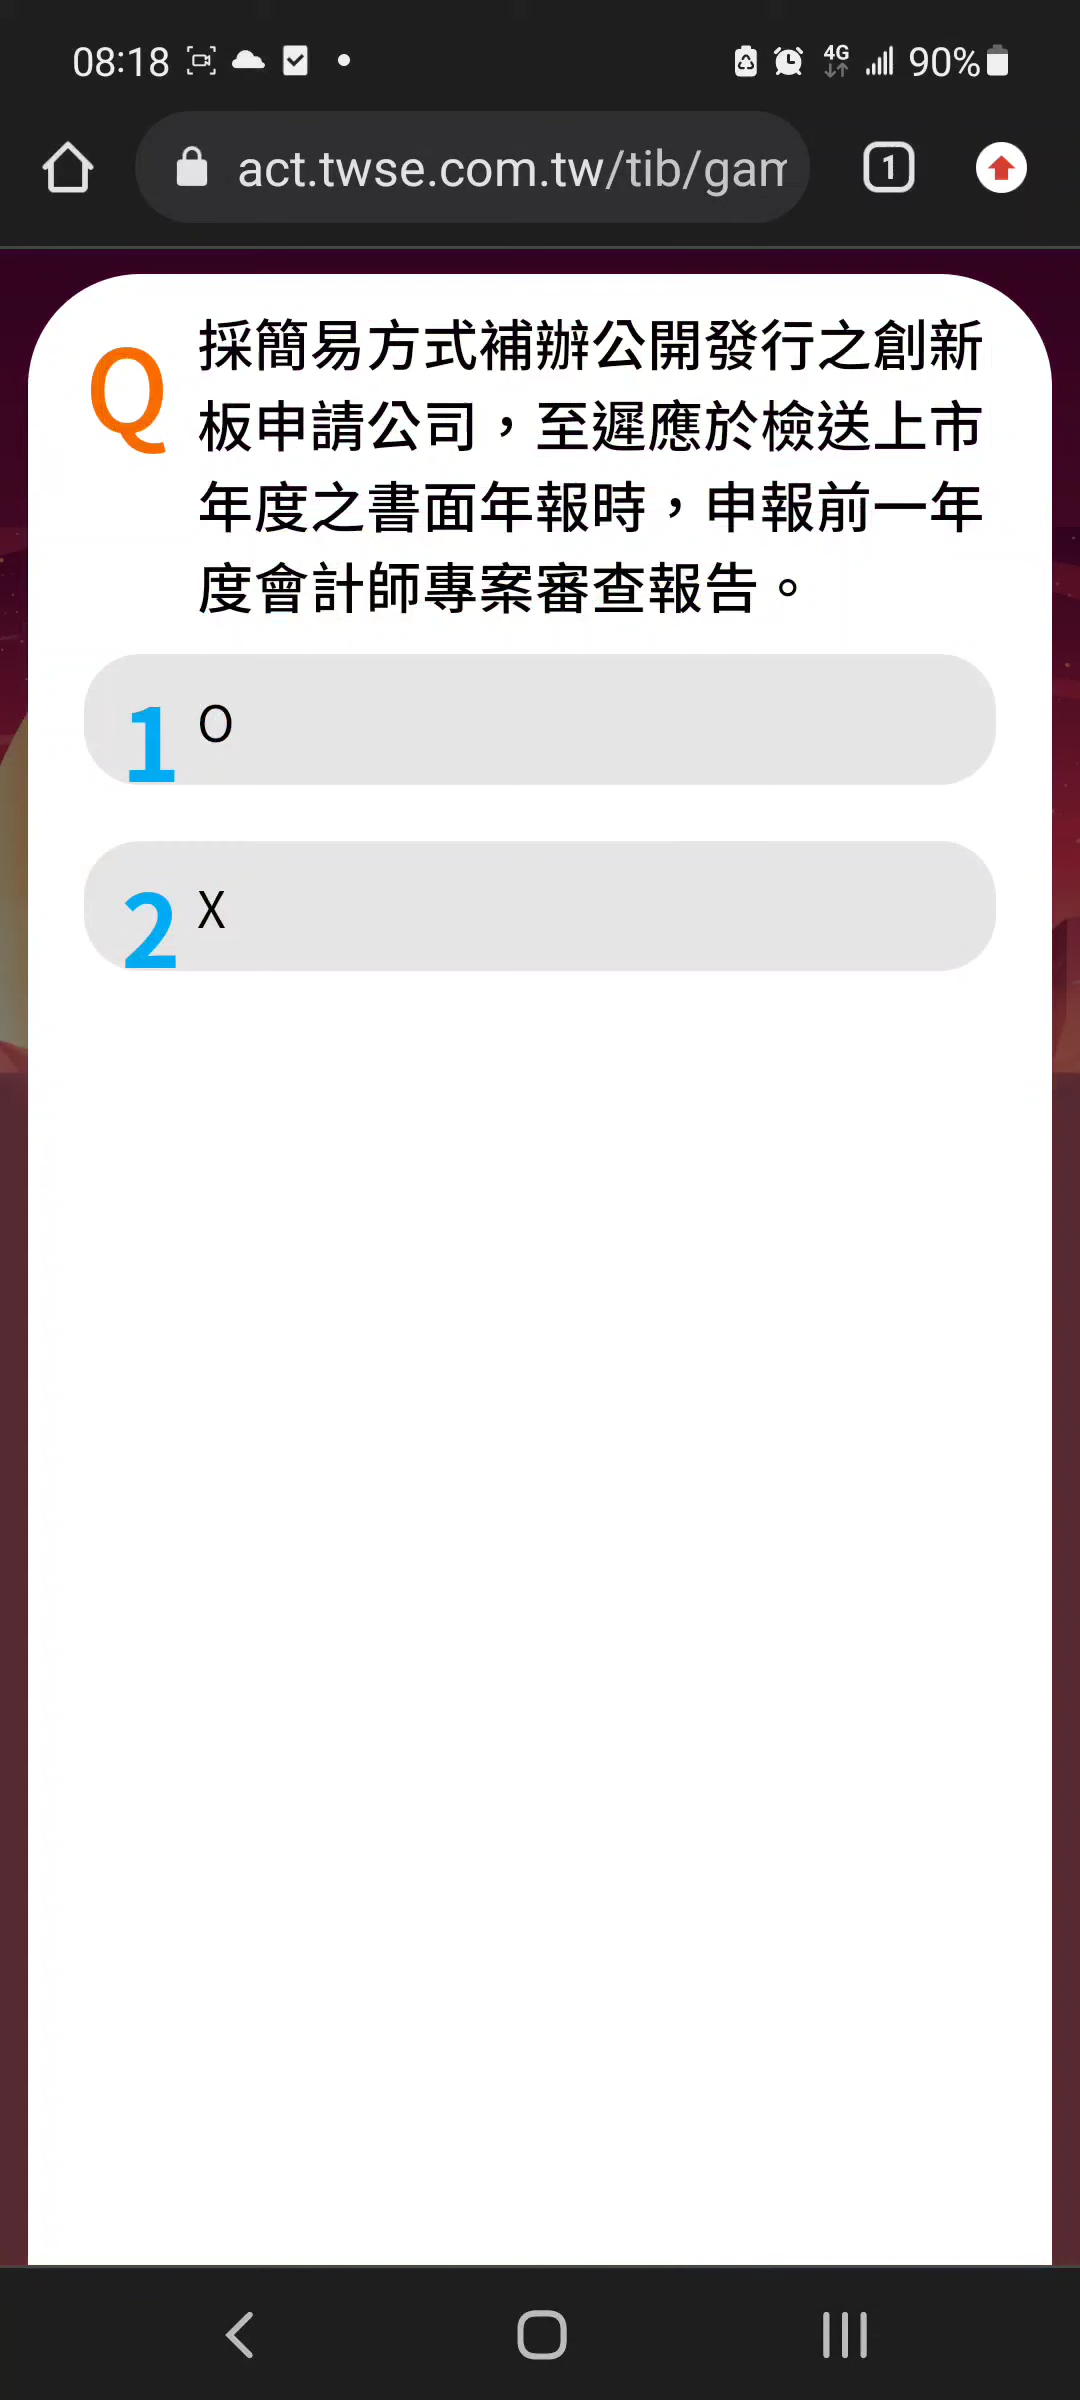 08:18
4G
90%
act.twse.com.tw/tib/gam
1
Q
採簡易方式補辦公開發行之創新
板申請公司，至遲應於檢送上市
年度之書面年報時，申報前一年
度會計師專案審查報告。
1 O
2 X